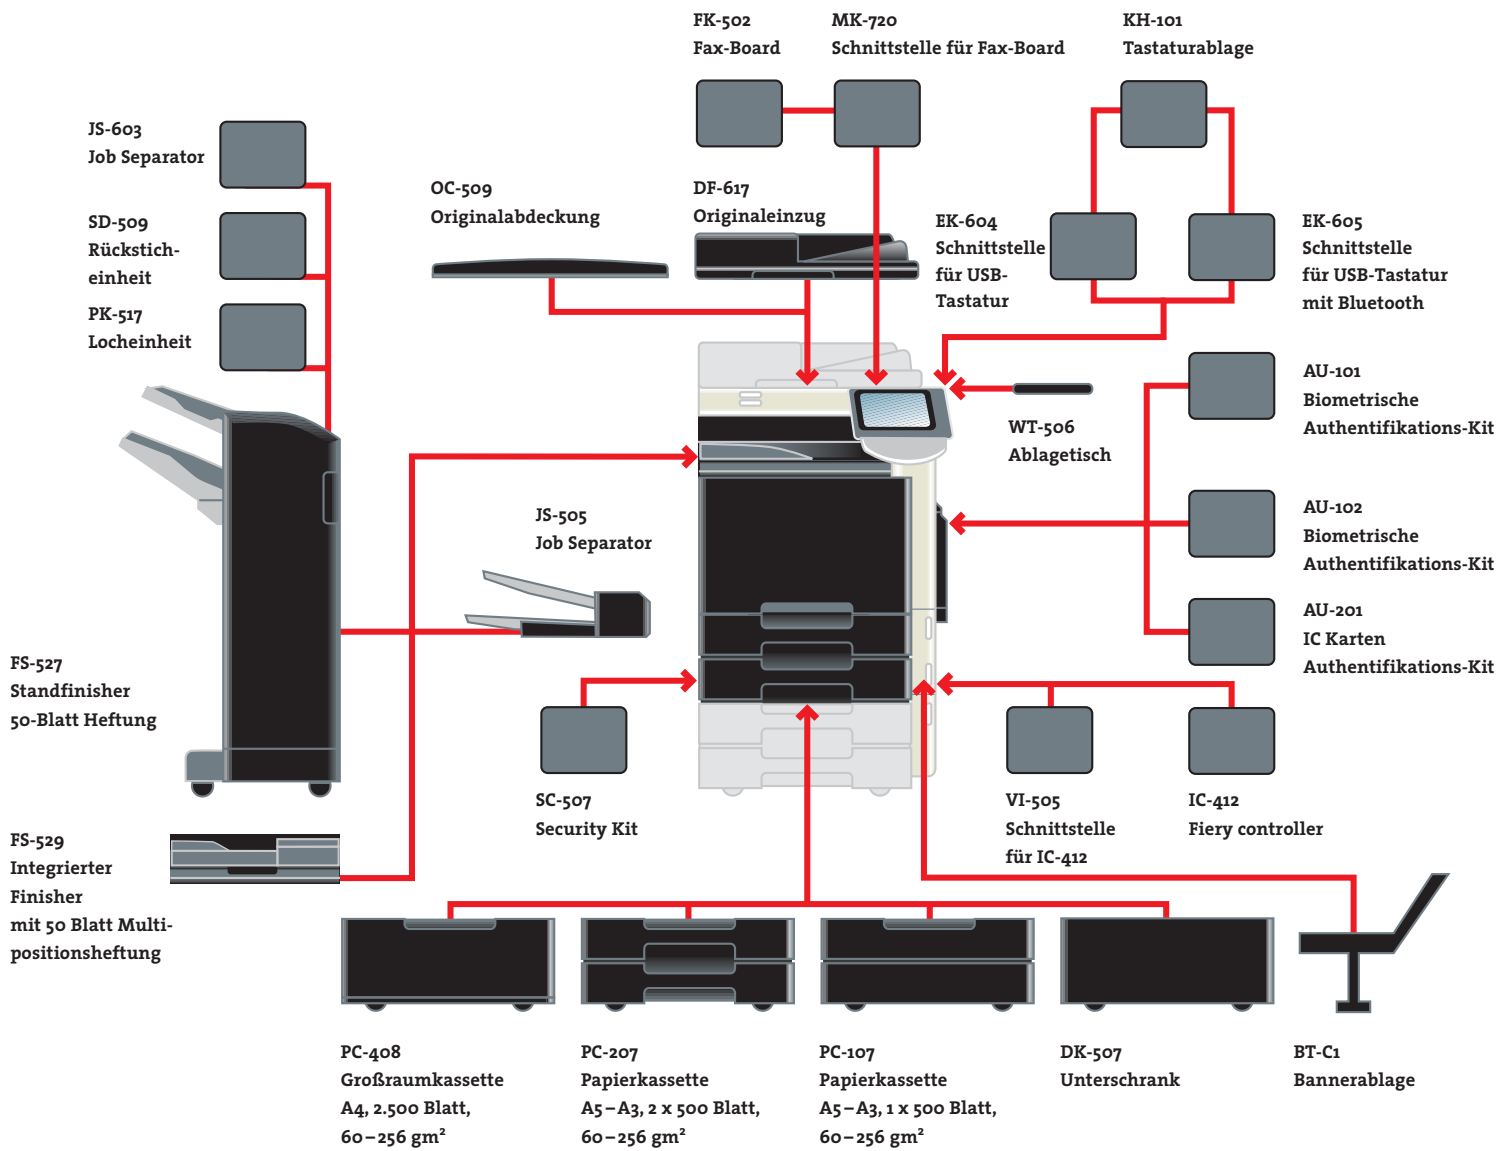 FK-502
Fax-Board
MK-720
Schnittstelle für Fax-Board
KH-101
Tastaturablage
JS-603
Job Separator
SD-509
Rückstich-
einheit
PK-517
Locheinheit
OC-509
Originalabdeckung
DF-617
Originaleinzug
EK-604
Schnittstelle
für USB-
Tastatur
EK-605
Schnittstelle
für USB-Tastatur
mit Bluetooth
WT-506
Ablagetisch
AU-101
Biometrische
Authentifikations-Kit
AU-102
Biometrische
Authentifikations-Kit
AU-201
IC Karten
Authentifikations-Kit
JS-505
Job Separator
FS-527
Standfinisher
50-Blatt Heftung
SC-507
Security Kit
VI-505
Schnittstelle
für IC-412
IC-412
Fiery controller
FS-529
Integrierter
Finisher
mit 50 Blatt Multi-
positionsheftung
PC-408
Großraumkassette
A4, 2.500 Blatt,
60–256 gm²
PC-207
Papierkassette
A5–A3, 2 x 500 Blatt,
60–256 gm²
PC-107
Papierkassette
A5–A3, 1 x 500 Blatt,
60–256 gm²
DK-507
Unterschrank
BT-C1
Bannerablage